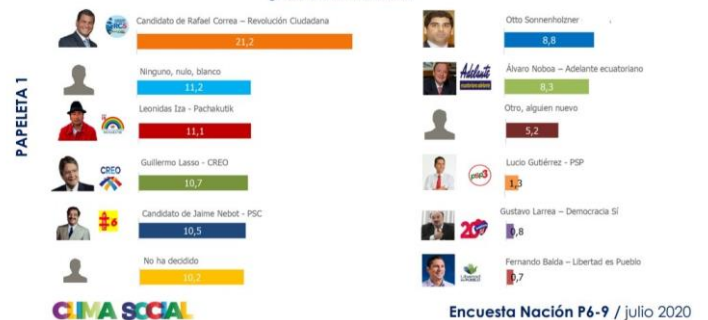 PAPELETA 1
Candidato de Rafael Correa – Revolución Ciudadana
21,2
Ninguno, nulo, blanco
11,2
Leonidas Iza - Pachakutik
11,1
Guillermo Lasso - CREO
CREO
10,7
Candidato de Jaime Nebot - PSC
6
10,5
No ha decidido
10,2
Otto Sonnenholzner
8,8
Álvaro Noboa – Adelante ecuatoriano
Adelante
8,3
Otro, alguien nuevo
5,2
Lucio Gutiérrez - PSP
psp3
1,3
Gustavo Larrea – Democracia Sí
20
0,8
Fernando Balda – Libertad es Pueblo
0,7
CLIMA SOCIAL
Encuesta Nación P6-9 / julio 2020